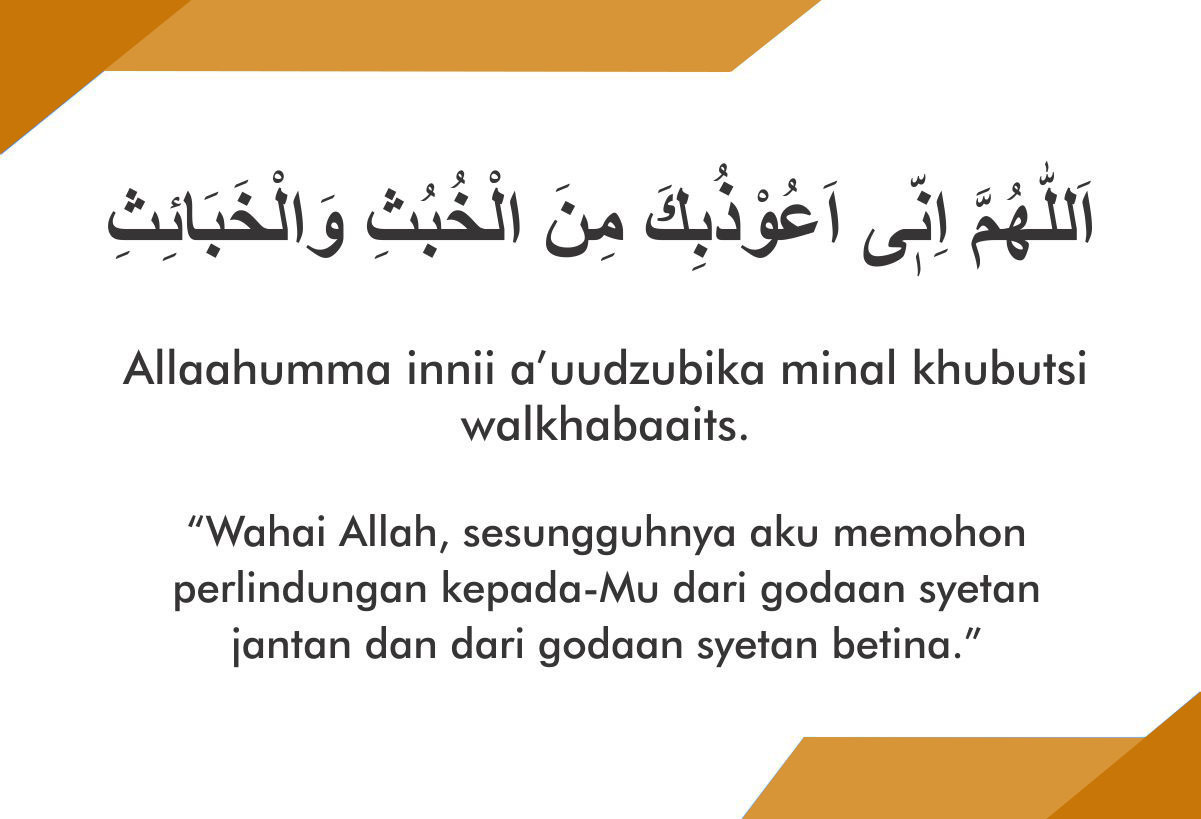 اَللّٰهُمَّ اِنِّٖى اَعُوْذُبِكَ مِنَ الْخُبُثِ وَالْخَبَائِثِ
Allaahumma innii a’uudzubika minal khubutsi
walkhabaaits.
“Wahai Allah, sesungguhnya aku memohon
perlindungan kepada-Mu dari godaan syetan
jantan dan dari godaan syetan betina.”